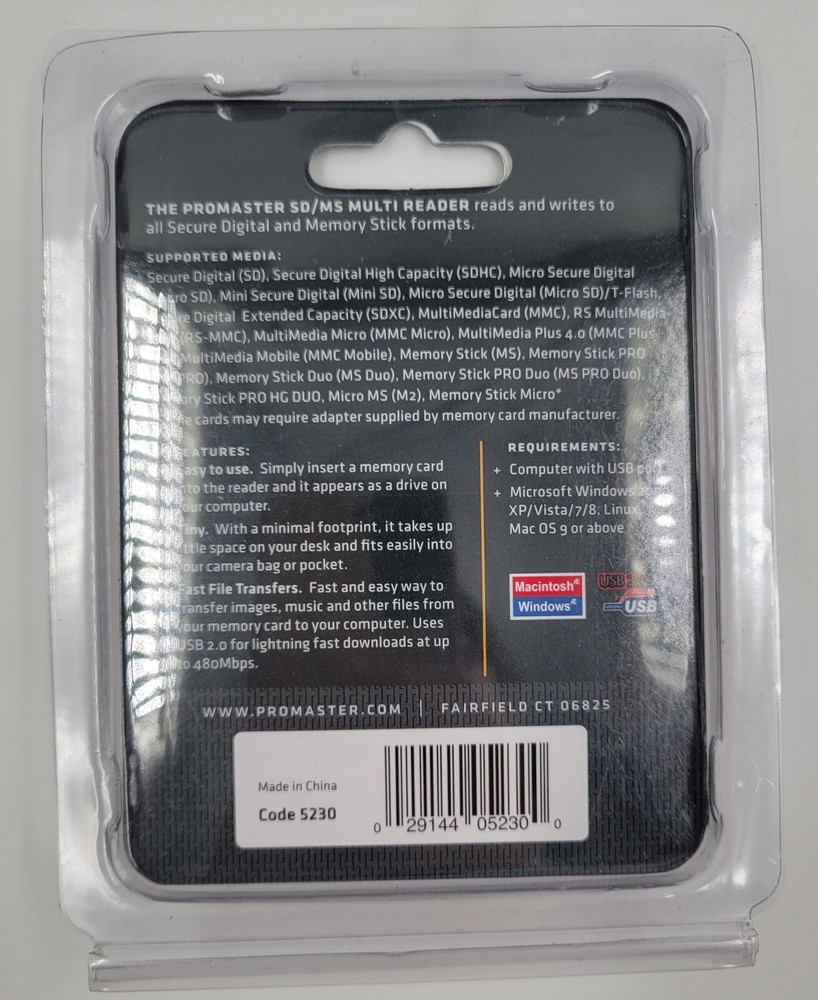 THE PROMASTER SD/MS MULTI READER reads and writes to
all Secure Digital and Memory Stick formats.
SUPPORTED MEDIA:
Secure Digital (SD), Secure Digital High Capacity (SDHC), Micro Secure Digital
SD), Mini Secure Digital (Mini SD), Micro Secure Digital (Micro SD)/T-Flash,
Digital Extended Capacity (SDXC), MultiMediaCard (MMC), RS MultiMedia-
(RS-MMC), MultiMedia Micro (MMC Micro), MultiMedia Plus 4.0 (MMC Plus
MultiMedia Mobile (MMC Mobile), Memory Stick (MS), Memory Stick PRO
PRO), Memory Stick Duo (MS Duo), Memory Stick PRO Duo (MS PRO Duo),
Stick PRO HG DUO, Micro MS (M2), Memory Stick Micro*
cards may require adapter supplied by memory card manufacturer.
FEATURES:
Easy to use. Simply insert a memory card
into the reader and it appears as a drive on
your computer.
Tiny. With a minimal footprint, it takes up
little space on your desk and fits easily into
your camera bag or pocket.
Fast File Transfers. Fast and easy way to
transfer images, music and other files from
your memory card to your computer. Uses
USB 2.0 for lightning fast downloads at up
to 480Mbps.
REQUIREMENTS:
+ Computer with USB port
+ Microsoft Windows
XP/Vista/7/8, Linux,
Mac OS 9 or above
MacintoshÆ
WindowsÆ
USB 2.0
USB
WWW.PROMASTER.COM | FAIRFIELD CT 06825
Made in China
Code 5230
0 29144 05230 0